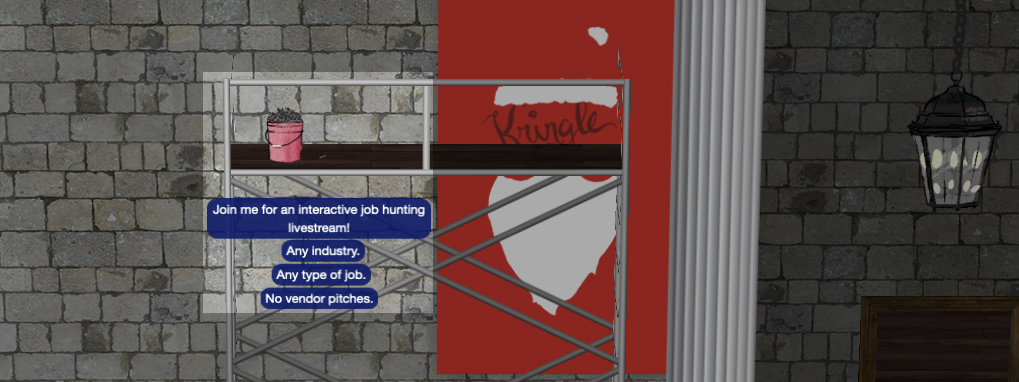 Kringle
Join me for an interactive job hunting
livestream!
Any industry.
Any type of job.
No vendor pitches.